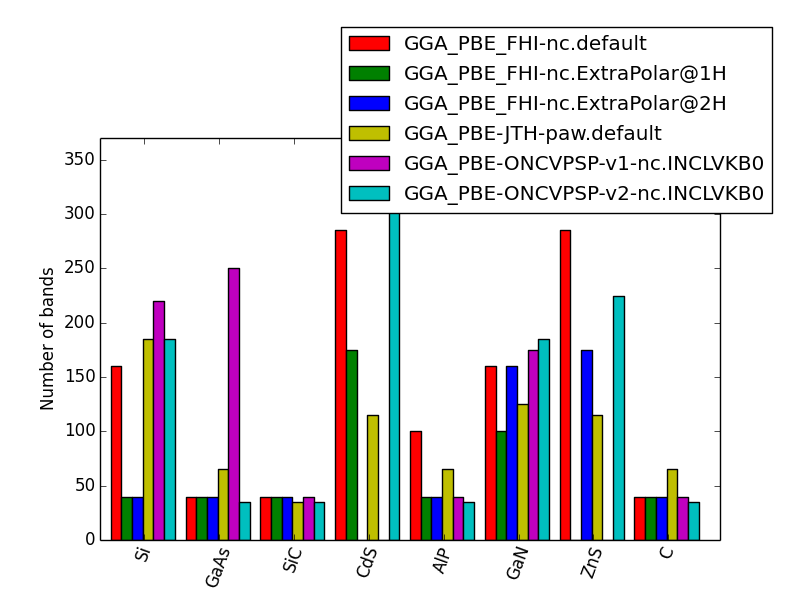 GGA_PBE_FHI-nc.default
GGA_PBE_FHI-nc.ExtraPolar@1H
GGA_PBE_FHI-nc.ExtraPolar@2H
GGA_PBE-JTH-paw.default
GGA_PBE-ONCVPSP-v1-nc.INCLVKB0
GGA_PBE-ONCVPSP-v2-nc.INCLVKB0
Number of bands
350
300
250
200
150
100
50
0
Si
GaAs
SiC
CdS
AlP
GaN
ZnS
C